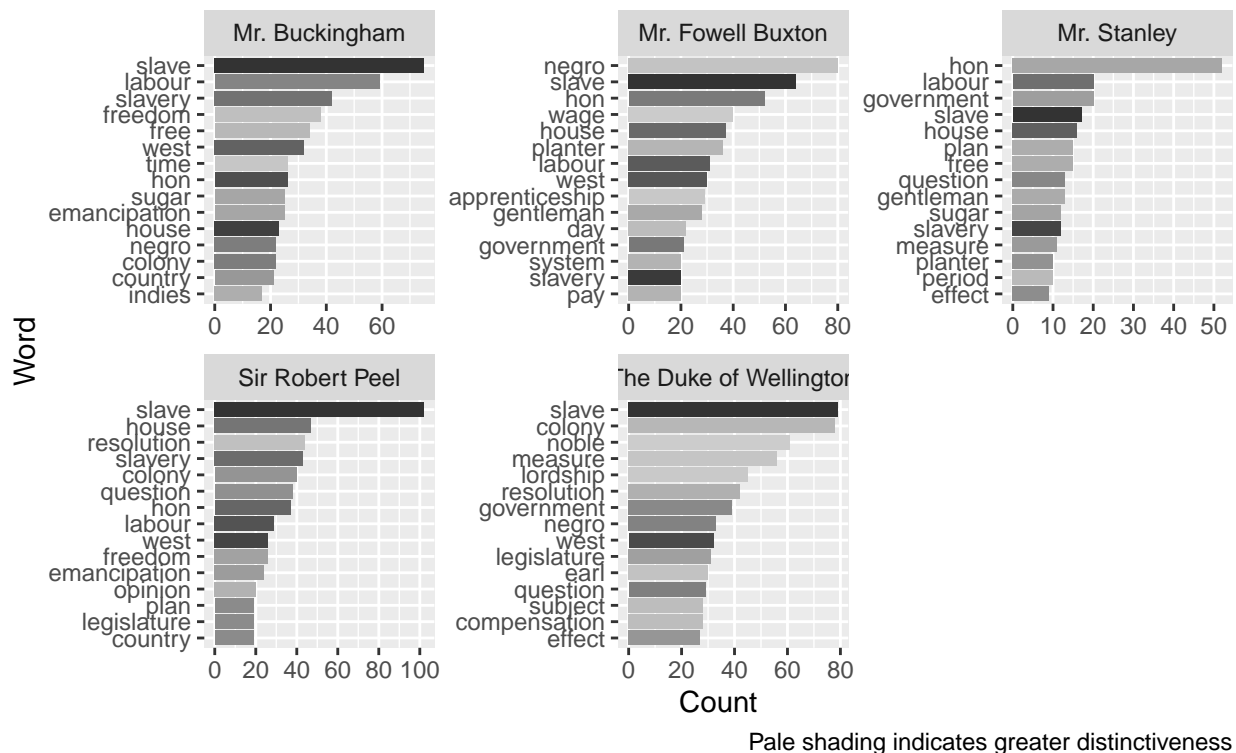 Mr. Buckingham
slave
labour
slavery
freedom
free
west
time
hon
sugar
emancipation
house
negro
colony
country
indies
0 20 40 60
Mr. Fowell Buxton
negro
slave
hon
wage
house
planter
labour
west
apprenticeship
gentleman
day
government
system
slavery
pay
0 20 40 60 80
Mr. Stanley
hon
labour
government
slave
house
plan
free
question
gentleman
sugar
slavery
measure
planter
period
effect
0 10 20 30 40 50
Word
Sir Robert Peel
slave
house
resolution
slavery
colony
question
hon
labour
west
freedom
emancipation
opinion
plan
legislature
country
0 20 40 60 80 100
The Duke of Wellington
slave
colony
noble
measure
lordship
resolution
government
negro
west
legislature
earl
question
subject
compensation
effect
0 20 40 60 80
Count
Pale shading indicates greater distinctiveness